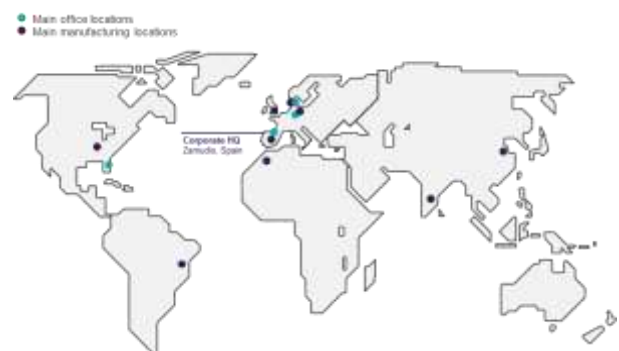 Main office locations
Main manufacturing locations
Corporate HQ
Zamudio, Spain